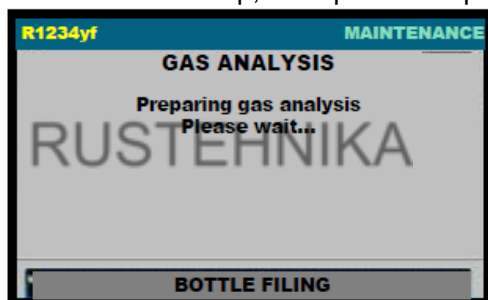 R1234yf MAINTENANCE
GAS ANALYSIS
Preparing gas analysis
Please wait...
RUSTEHNIKA
BOTTLE FILING